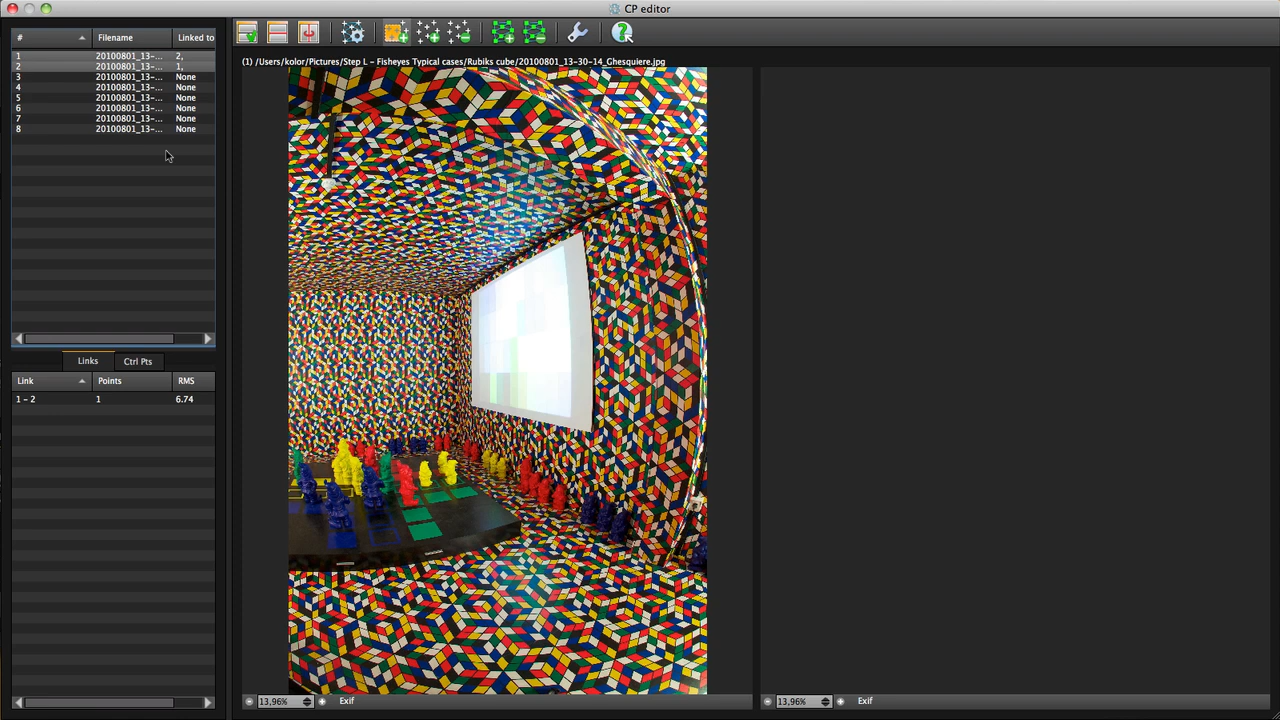 CP editor
# Filename Linked to
1 20100801_13-... 2,
2 20100801_13-... 1,
3 20100801_13-... None
4 20100801_13-... None
5 20100801_13-... None
6 20100801_13-... None
7 20100801_13-... None
8 20100801_13-... None
(1) /Users/kolor/Pictures/Step L - Fisheyes Typical cases/Rubiks cube/20100801_13-30-14_Ghesquiere.jpg
Links Ctrl Pts
Link Points RMS
1 - 2 1 6.74
13,96% Exif
13,96% Exif